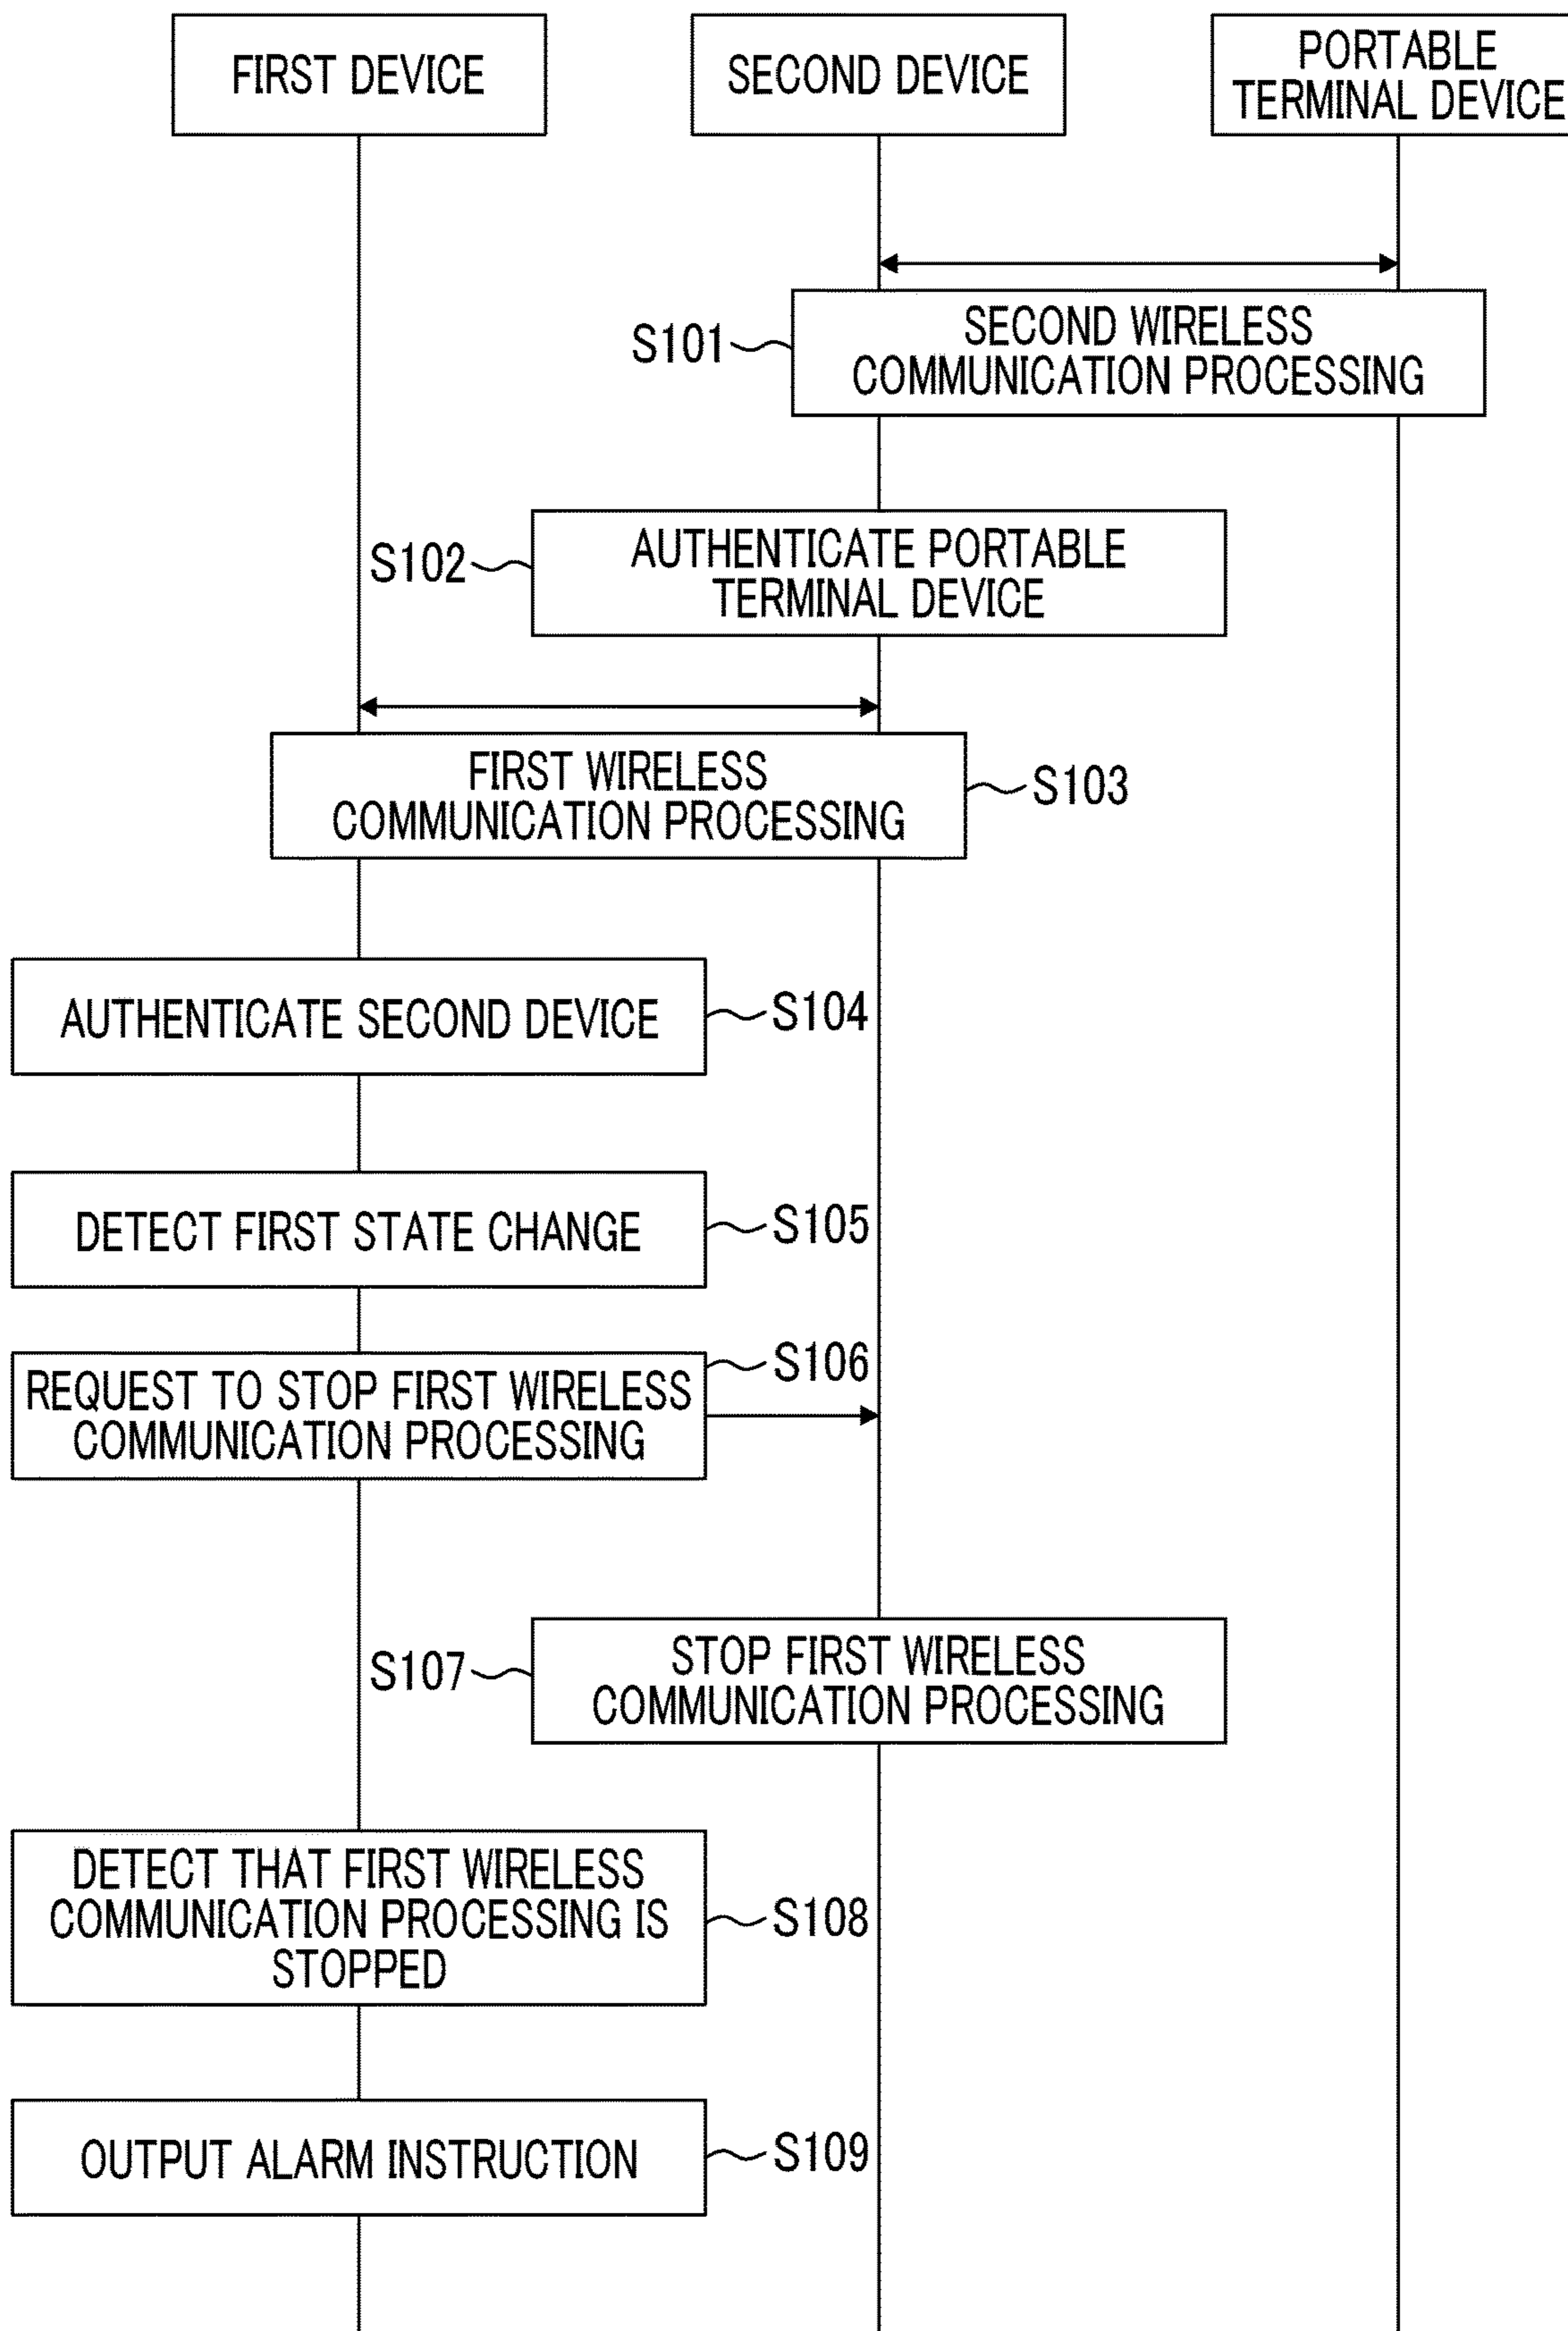 FIRST DEVICE
SECOND DEVICE
PORTABLE
TERMINAL DEVICE
S101
SECOND WIRELESS
COMMUNICATION PROCESSING
S102
AUTHENTICATE PORTABLE
TERMINAL DEVICE
FIRST WIRELESS
COMMUNICATION PROCESSING
S103
AUTHENTICATE SECOND DEVICE
S104
DETECT FIRST STATE CHANGE
S105
REQUEST TO STOP FIRST WIRELESS
COMMUNICATION PROCESSING
S106
S107
STOP FIRST WIRELESS
COMMUNICATION PROCESSING
DETECT THAT FIRST WIRELESS
COMMUNICATION PROCESSING IS
STOPPED
S108
OUTPUT ALARM INSTRUCTION
S109